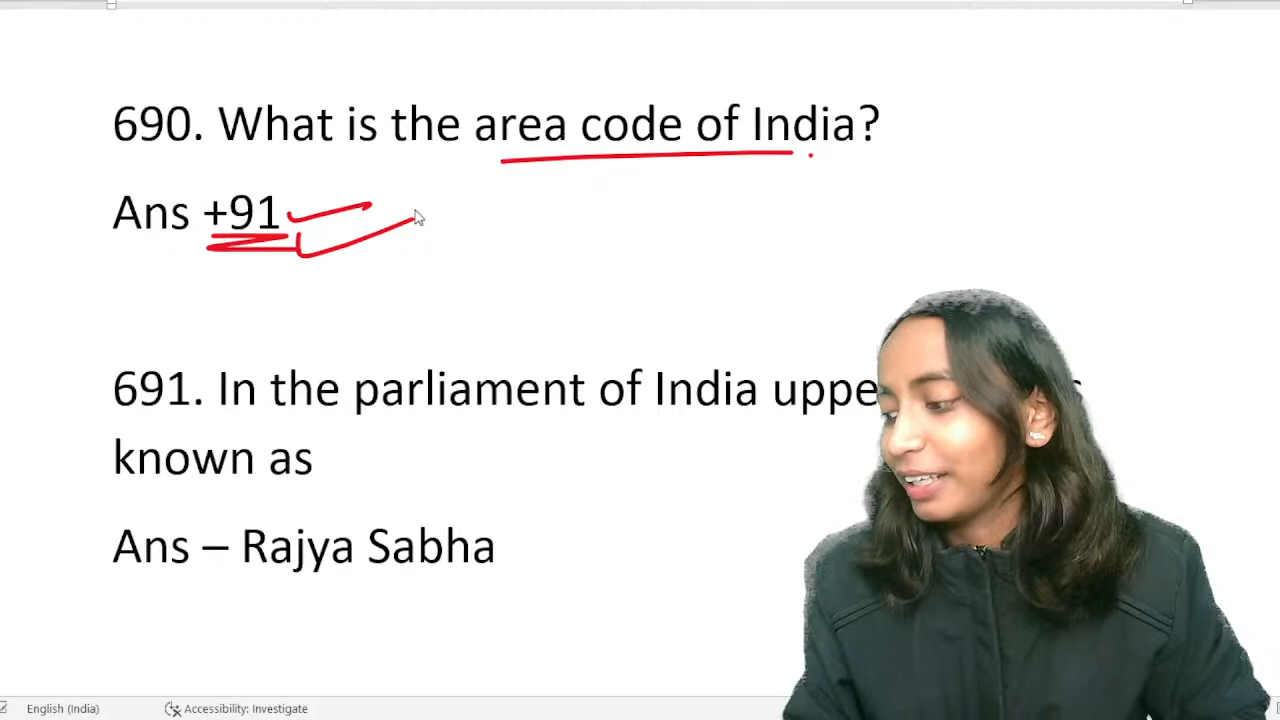 690. What is the area code of India?
Ans +91
691. In the parliament of India uppe
known as
Ans – Rajya Sabha
English (India) Accessibility: Investigate